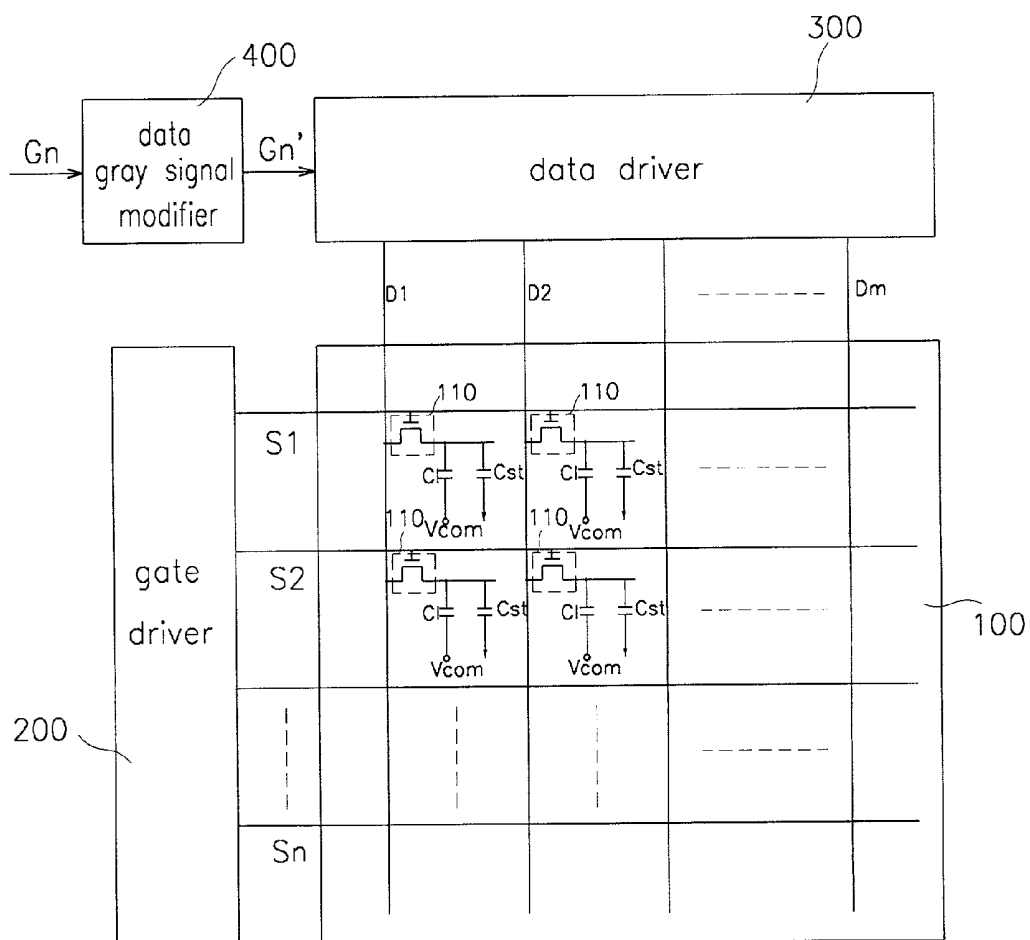 400
300
Gn
data
gray signal
modifier
Gn'
data driver
D1
D2
Dm
110
110
S1
Cl
Cst
Cl
Cst
110
Vcom
110
Vcom
gate
driver
S2
Cl
Cst
Cl
Cst
100
Vcom
Vcom
200
Sn